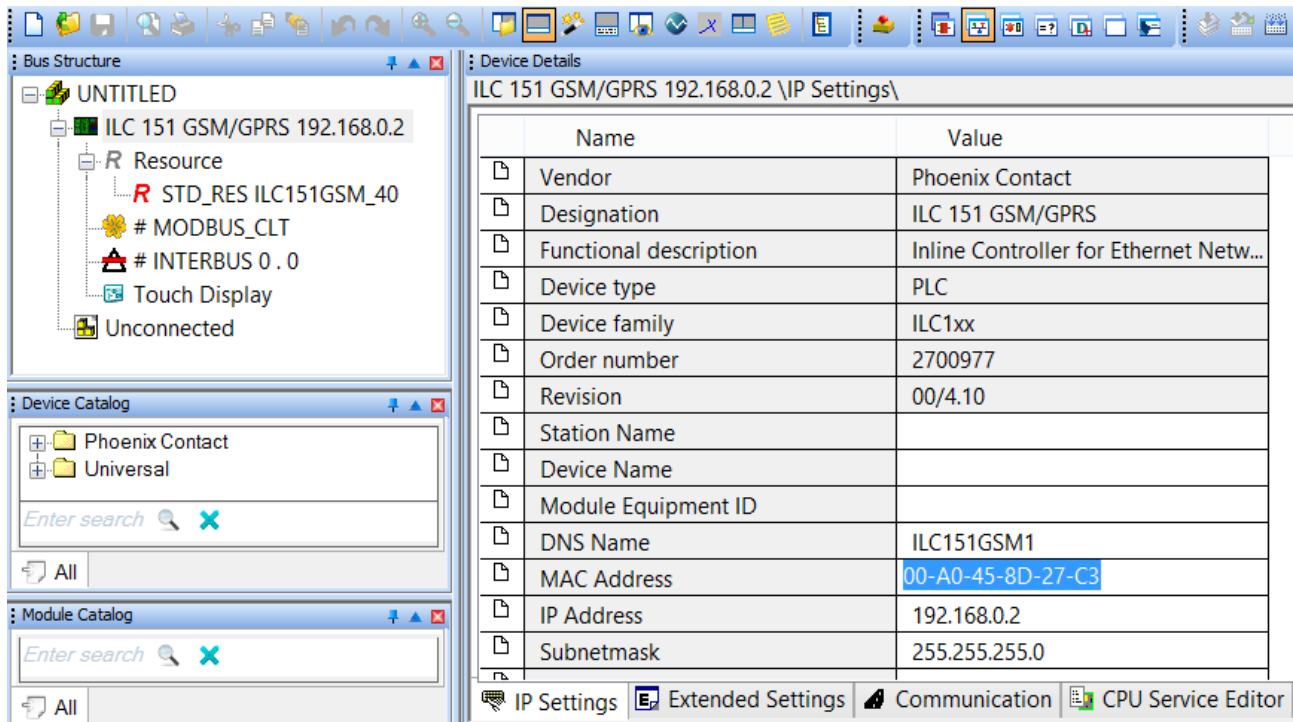 Bus Structure
UNTITLED
ILC 151 GSM/GPRS 192.168.0.2
R Resource
R STD_RES ILC151GSM_40
# MODBUS_CLT
# INTERBUS 0 . 0
Touch Display
Unconnected
Device Catalog
Phoenix Contact
Universal
Enter search
All
Module Catalog
Enter search
All
Device Details
ILC 151 GSM/GPRS 192.168.0.2 \IP Settings\
Name Value
Vendor Phoenix Contact
Designation ILC 151 GSM/GPRS
Functional description Inline Controller for Ethernet Netw...
Device type PLC
Device family ILC1xx
Order number 2700977
Revision 00/4.10
Station Name
Device Name
Module Equipment ID
DNS Name ILC151GSM1
MAC Address 00-A0-45-8D-27-C3
IP Address 192.168.0.2
Subnetmask 255.255.255.0
IP Settings Extended Settings Communication CPU Service Editor